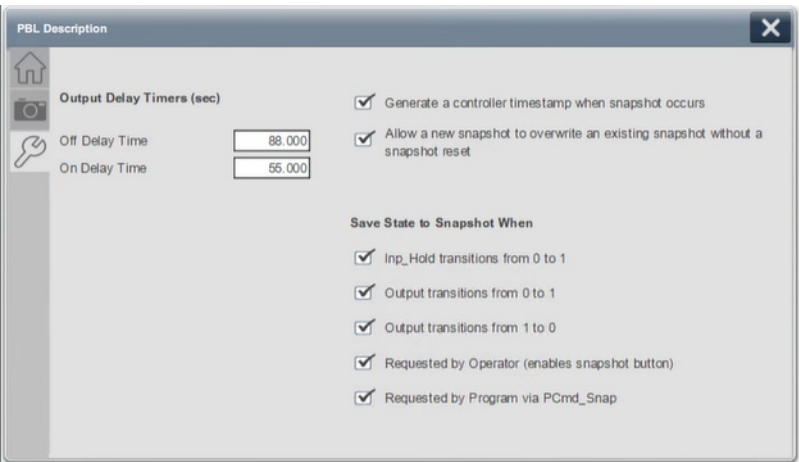 PBL Description
Output Delay Timers (sec)
Off Delay Time 88.000
On Delay Time 55.000
Generate a controller timestamp when snapshot occurs
Allow a new snapshot to overwrite an existing snapshot without a
snapshot reset
Save State to Snapshot When
Inp_Hold transitions from 0 to 1
Output transitions from 0 to 1
Output transitions from 1 to 0
Requested by Operator (enables snapshot button)
Requested by Program via PCmd_Snap